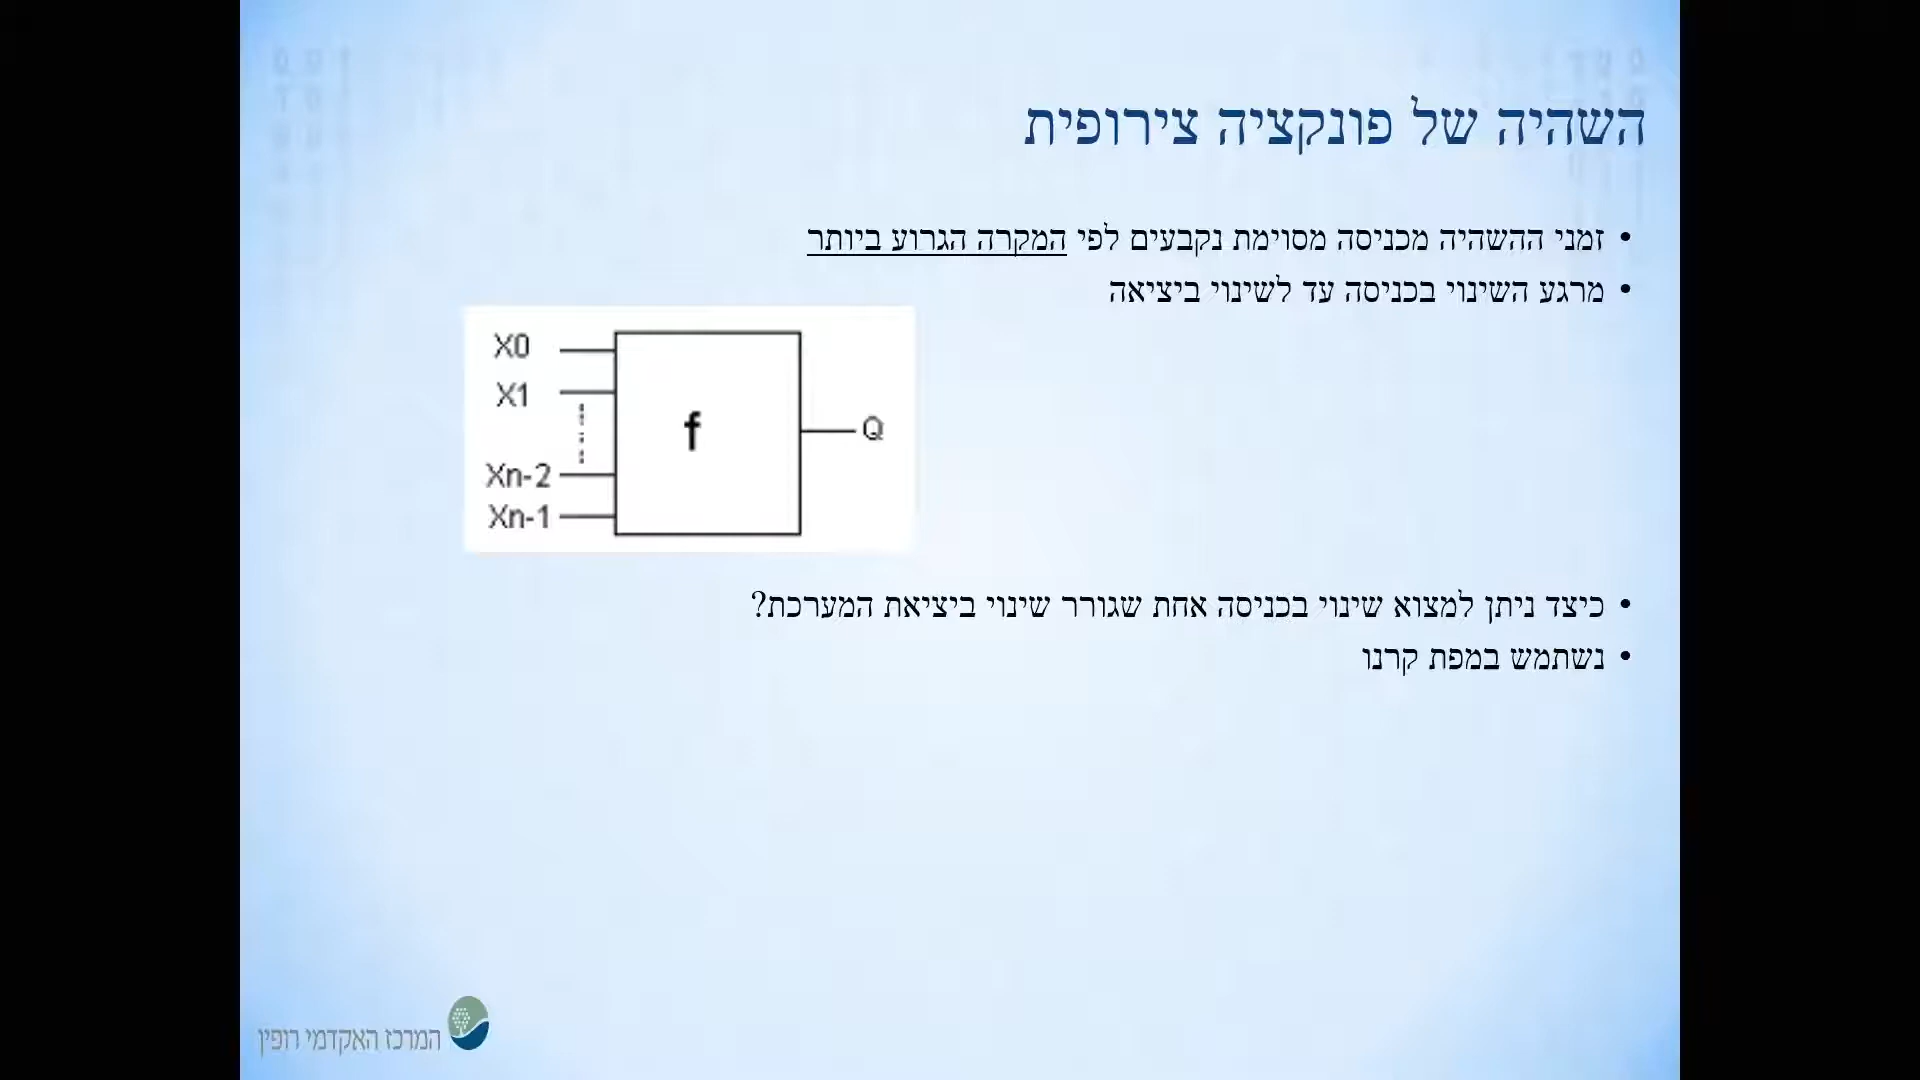 השהיה של פונקציה צירופית
• זמני ההשהיה מכניסה מסוימת נקבעים לפי המקרה הגרוע ביותר
• מרגע השינוי בכניסה עד לשינוי ביציאה
X0
X1
f
Q
Xn-2
Xn-1
• כיצד ניתן למצוא שינוי בכניסה אחת שגורר שינוי ביציאת המערכת?
• נשתמש במפת קרנו
המרכז האקדמי רופין